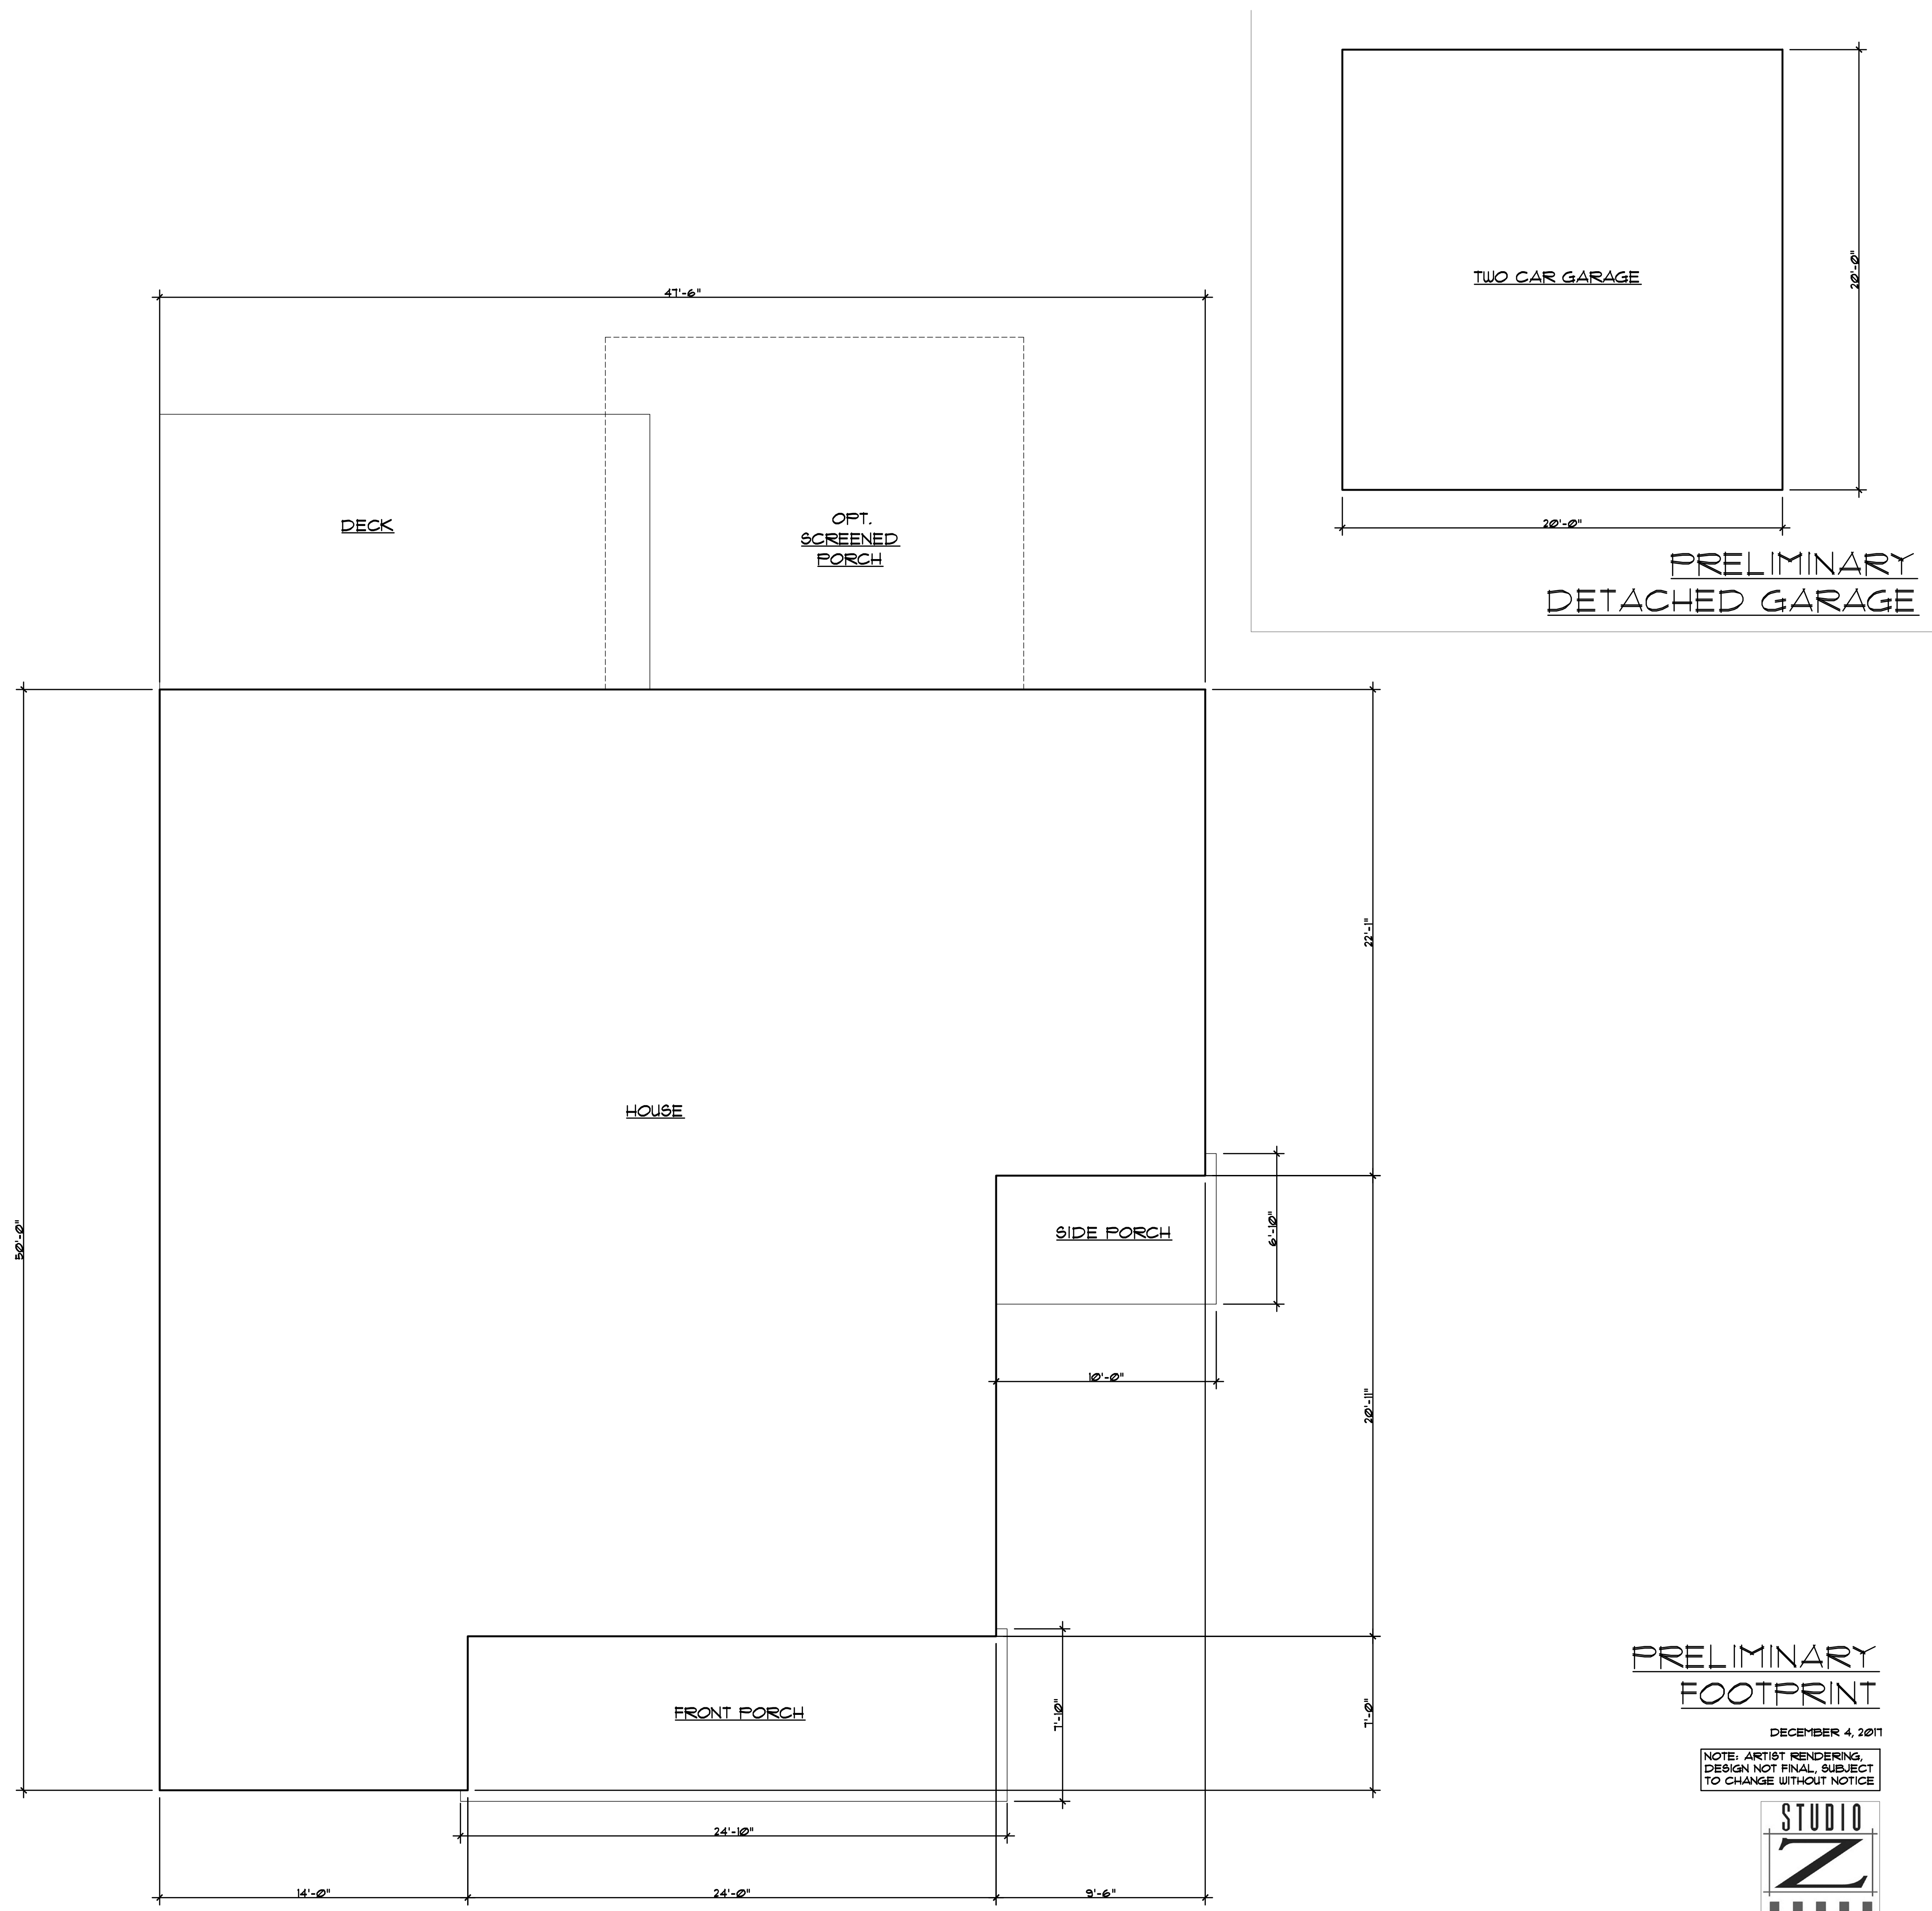 20'-0"
TWO CAR GARAGE
20'-0"
PRELIMINARY
DETACHED GARAGE
47'-6"
DECK
OPT.
SCREENED
PORCH
22'-1"
HOUSE
50'-0"
SIDE PORCH
6'-10"
10'-0"
20'-11"
FRONT PORCH
7'-10"
7'-0"
24'-10"
14'-0"
24'-0"
9'-6"
PRELIMINARY
FOOTPRINT
DECEMBER 4, 2017
NOTE: ARTIST RENDERING,
DESIGN NOT FINAL, SUBJECT
TO CHANGE WITHOUT NOTICE
STUDIO
Z